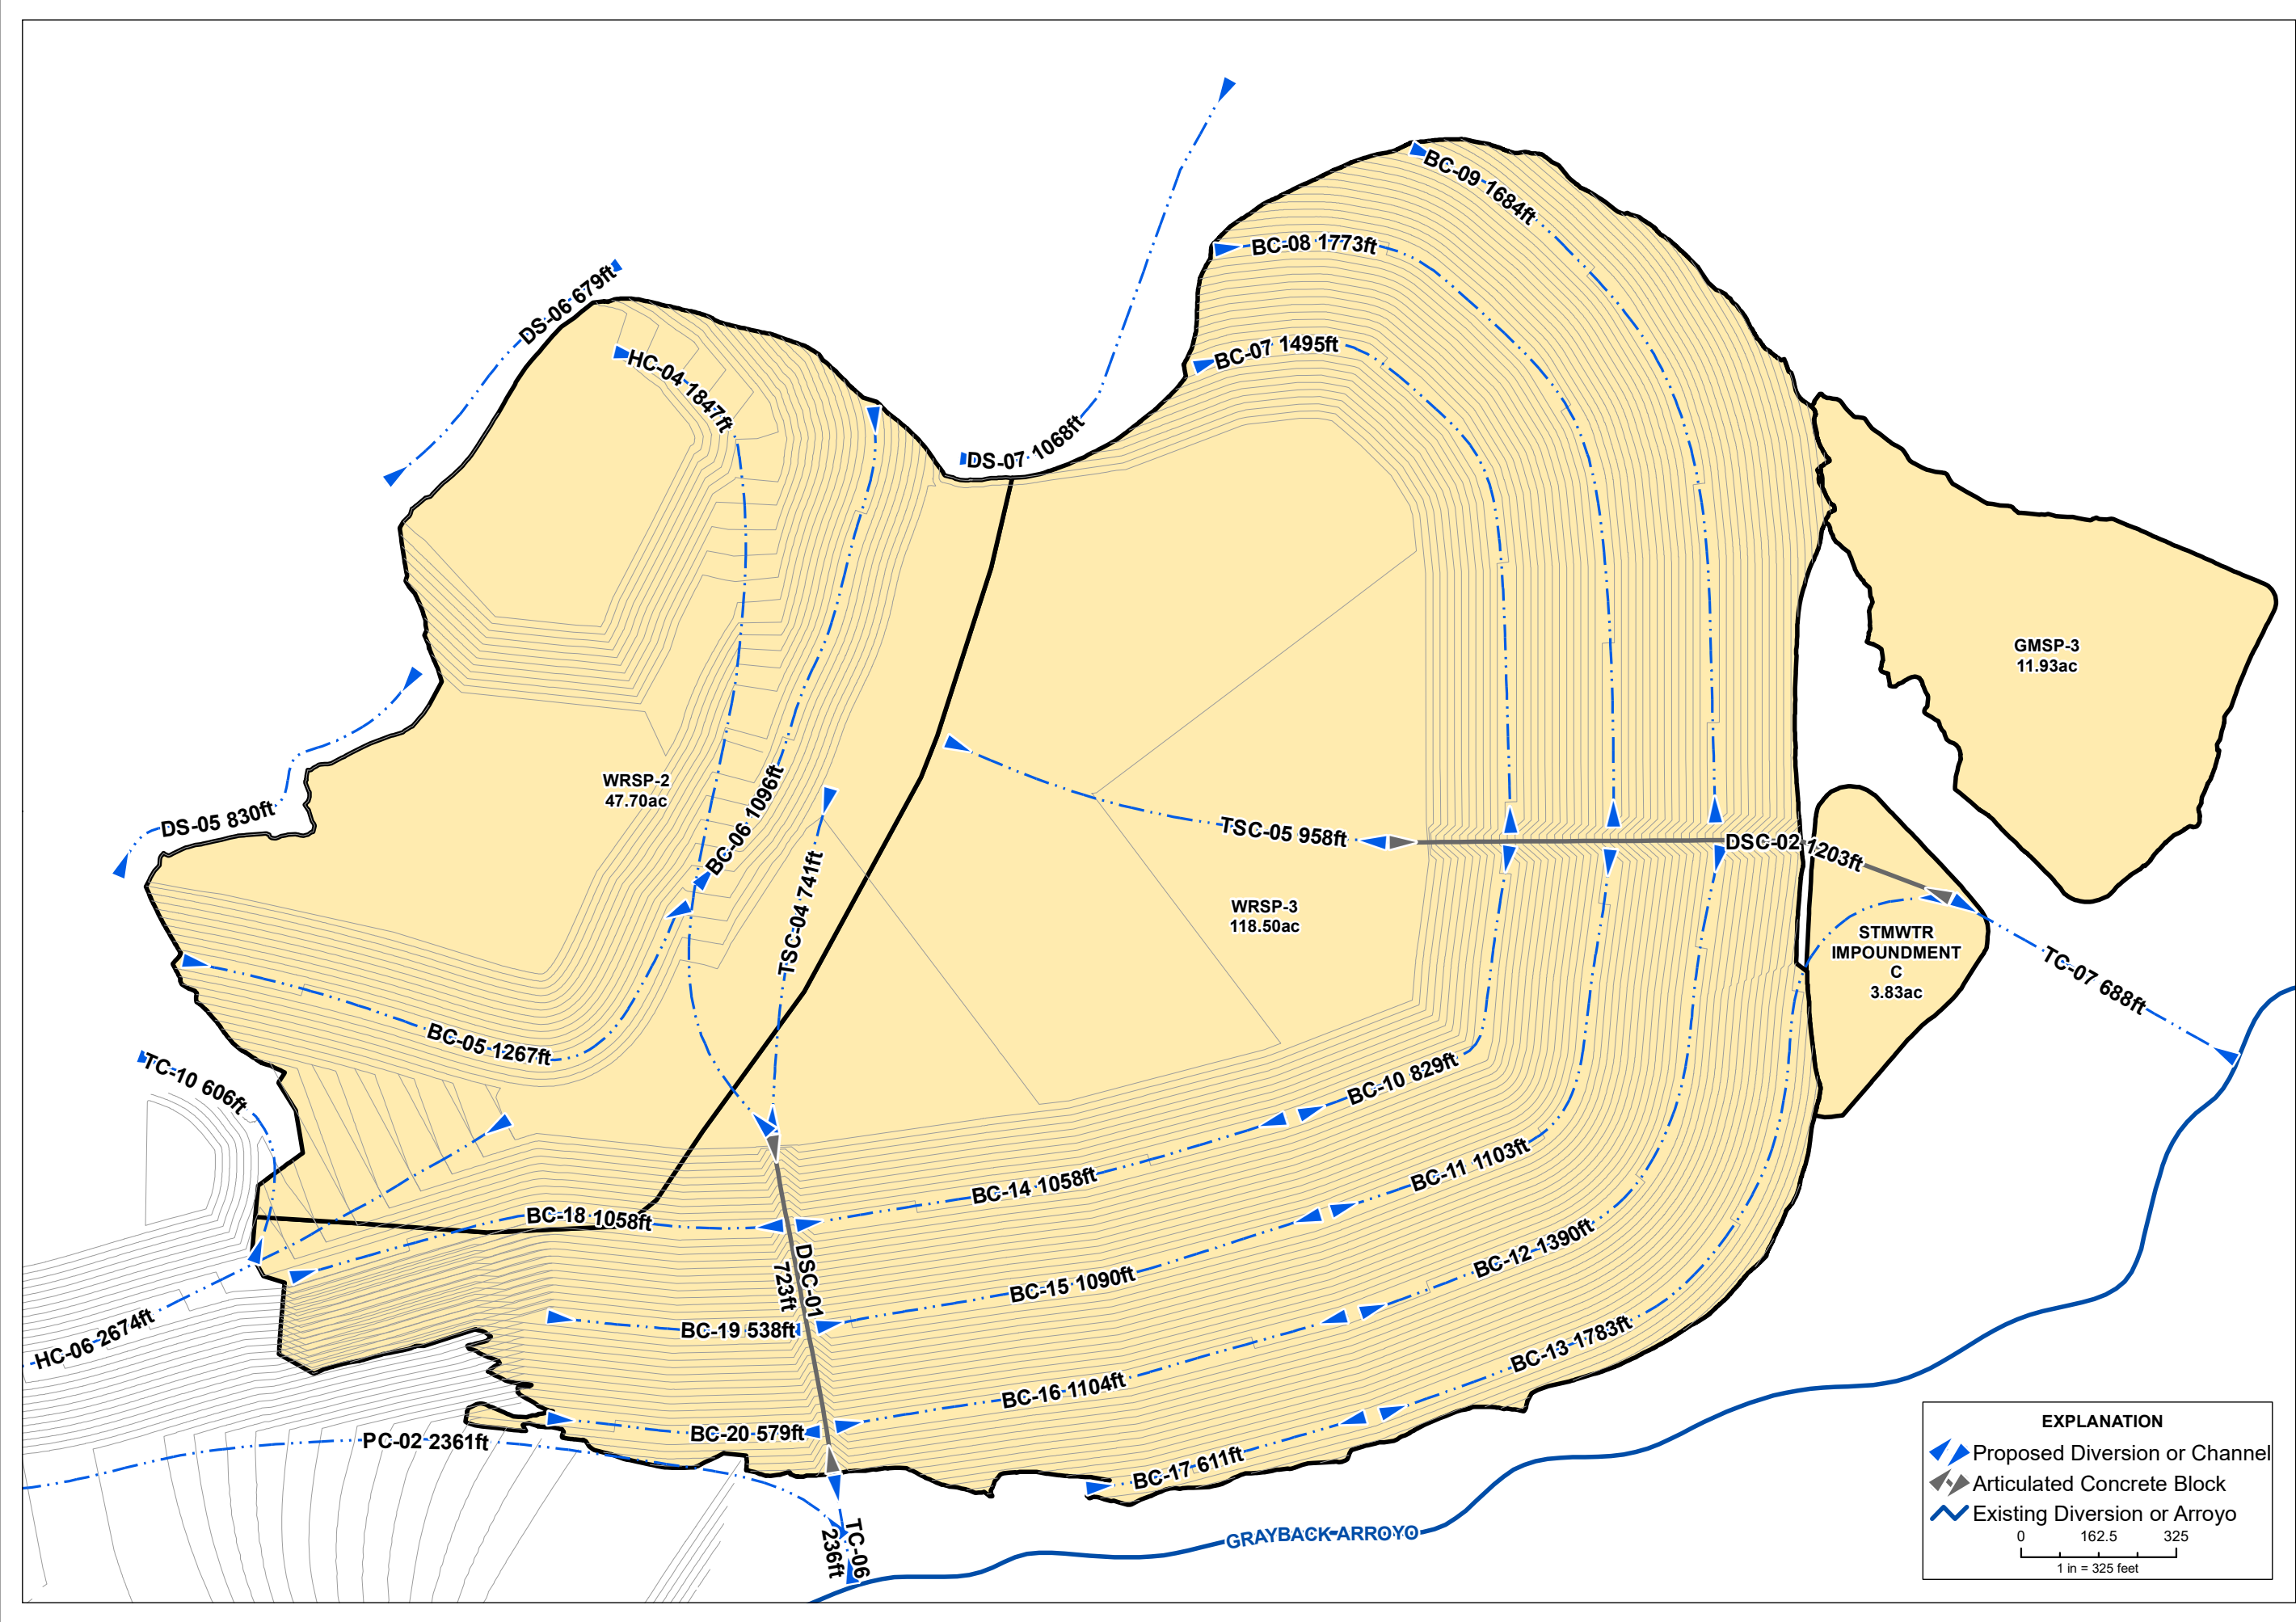 BC-09 1684ft
BC-08 1773ft
DS-06 679ft
BC-07 1495ft
HC-04 1847ft
DS-07 1068ft
GMSP-3
11.93ac
WRSP-2
47.70ac
BC-06 1096ft
DS-05 830ft
TSC-05 958ft
DSC-02 1203ft
TSC-04 741ft
WRSP-3
118.50ac
STMWTR
IMPOUNDMENT
C
3.83ac
TC-07 688ft
BC-05 1267ft
TC-10 606ft
BC-10 829ft
BC-14 1058ft
BC-11 1103ft
BC-18 1058ft
DSC-01
723ft
BC-15 1090ft
BC-12 1390ft
HC-06 2674ft
BC-19 538ft
BC-13 1783ft
BC-16 1104ft
BC-20 579ft
PC-02 2361ft
BC-17 611ft
TC-06
236ft
GRAYBACK ARROYO
EXPLANATION
Proposed Diversion or Channel
Articulated Concrete Block
Existing Diversion or Arroyo
0 162.5 325
1 in = 325 feet